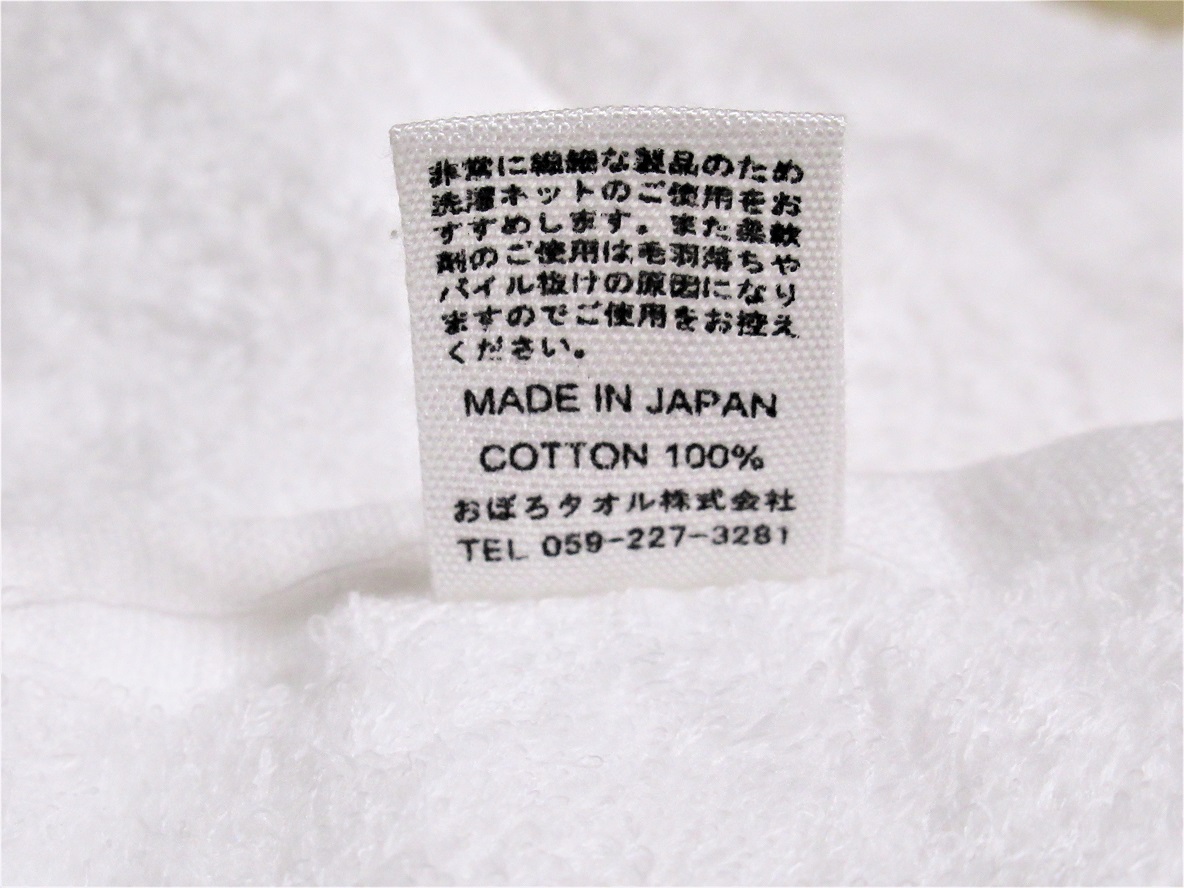 非常に繊細な製品のため
洗濯ネットのご使用をお
すすめします。また柔軟
剤のご使用は毛羽落ちや
パイル抜けの原因になり
ますのでご使用をお控え
ください。
MADE IN JAPAN
COTTON 100%
おぼろタオル株式会社
TEL 059-227-3281